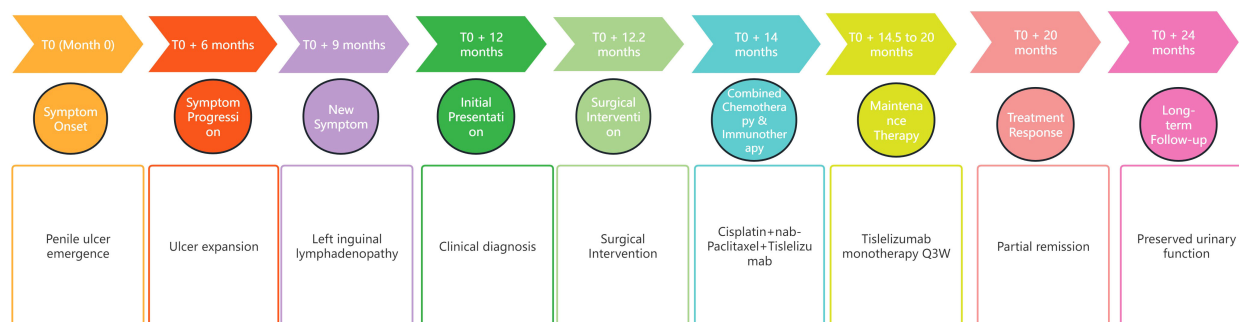 T0 (Month 0)
T0 + 6 months
T0 + 9 months
T0 + 12
months
T0 + 12.2
months
T0 + 14
months
T0 + 14.5 to 20
months
T0 + 20
months
T0 + 24
months
Symptom
Onset
Symptom
Progressi
on
New
Symptom
Initial
Presentati
on
Surgical
Interventi
on
Combined
Chemothera
py &
Immunother
apy
Maintena
nce
Therapy
Treatment
Response
Long-
term
Follow-up
Penile ulcer
emergence
Ulcer expansion
Left inguinal
lymphadenopathy
Clinical diagnosis
Surgical
Intervention
Cisplatin+nab-
Paclitaxel+Tislelizu
mab
Tislelizumab
monotherapy Q3W
Partial remission
Preserved urinary
function